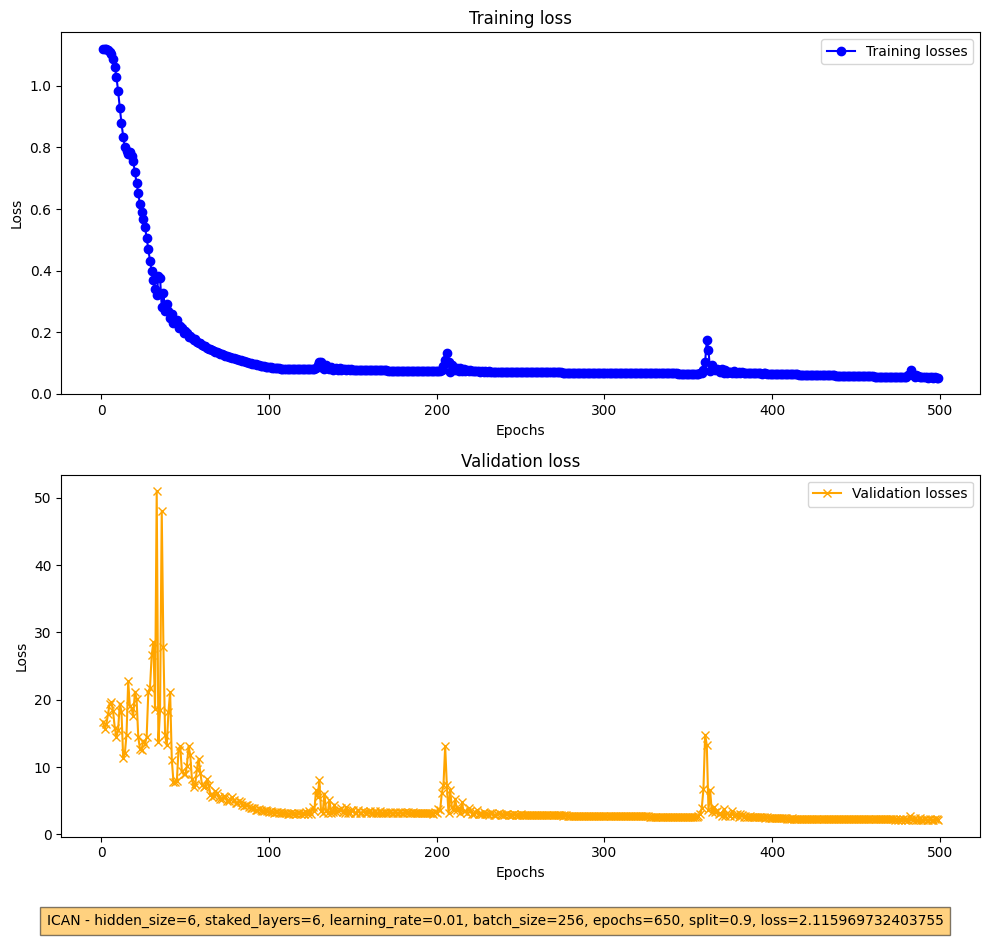 Training loss
Training losses
1.0
0.8
0.6
0.4
0.2
0.0
Loss
0 100 200 300 400 500
Epochs
Validation loss
Validation losses
50
40
30
20
10
0
Loss
0 100 200 300 400 500
Epochs
ICAN - hidden_size=6, staked_layers=6, learning_rate=0.01, batch_size=256, epochs=650, split=0.9, loss=2.115969732403755